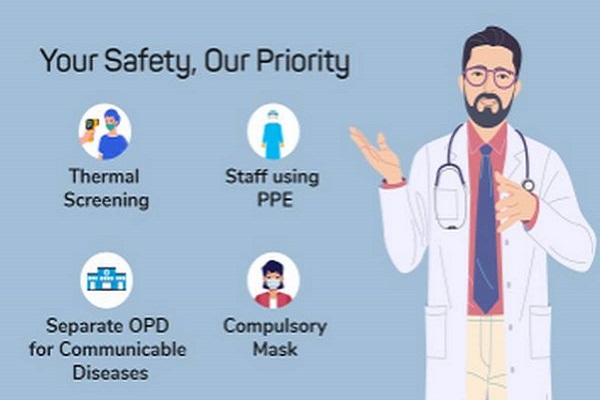 Your Safety, Our Priority
Thermal
Screening
Staff using
PPE
Separate OPD
for Communicable
Diseases
Compulsory
Mask